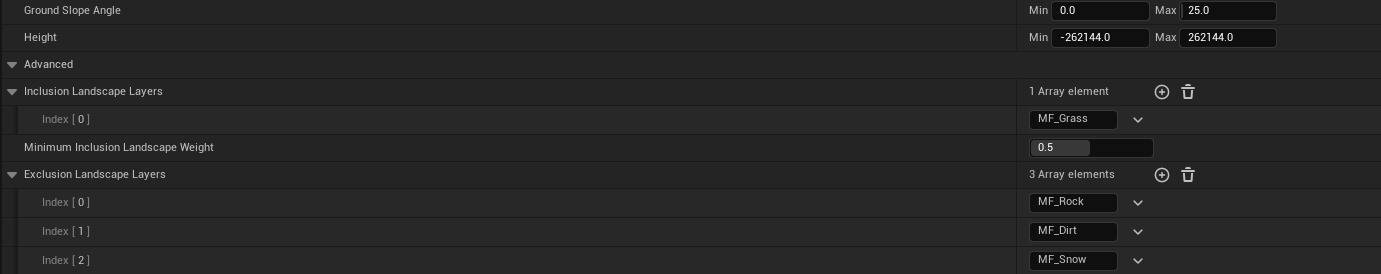 Ground Slope Angle Min 0.0 Max 25.0
Height Min -262144.0 Max 262144.0
Advanced
Inclusion Landscape Layers 1 Array element
Index [ 0 ] MF_Grass
Minimum Inclusion Landscape Weight 0.5
Exclusion Landscape Layers 3 Array elements
Index [ 0 ] MF_Rock
Index [ 1 ] MF_Dirt
Index [ 2 ] MF_Snow